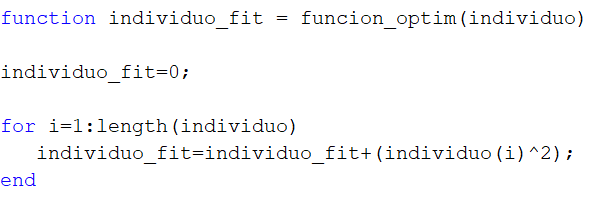 function individuo_fit = funcion_optim(individuo)
individuo_fit=0;
for i=1:length(individuo)
individuo_fit=individuo_fit+(individuo(i)^2);
end